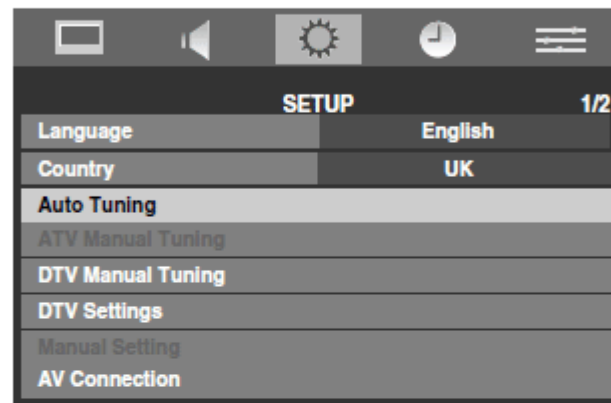 SETUP 1/2
Language English
Country UK
Auto Tuning
ATV Manual Tuning
DTV Manual Tuning
DTV Settings
Manual Setting
AV Connection